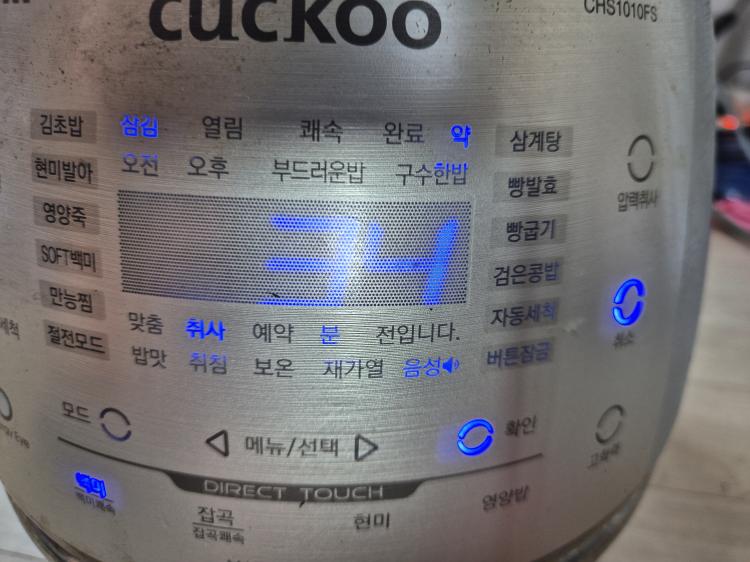 cuckoo
CHS1010FS
김초밥 삼김 열림 쾌속 완료 약 삼계탕
현미발아 오전 오후 부드러운밥 구수한밥 빵발효
압력취사
영양죽 빵굽기
34
SOFT백미 검은콩밥
만능찜 맞춤 취사 예약 분 전입니다. 자동세척
취소
절전모드 밥맛 취침 보온 재가열 음성 버튼잠금
세척
모드 메뉴/선택 확인
DIRECT TOUCH
백미
백미쾌속
잡곡
잡곡쾌속
현미
영양밥